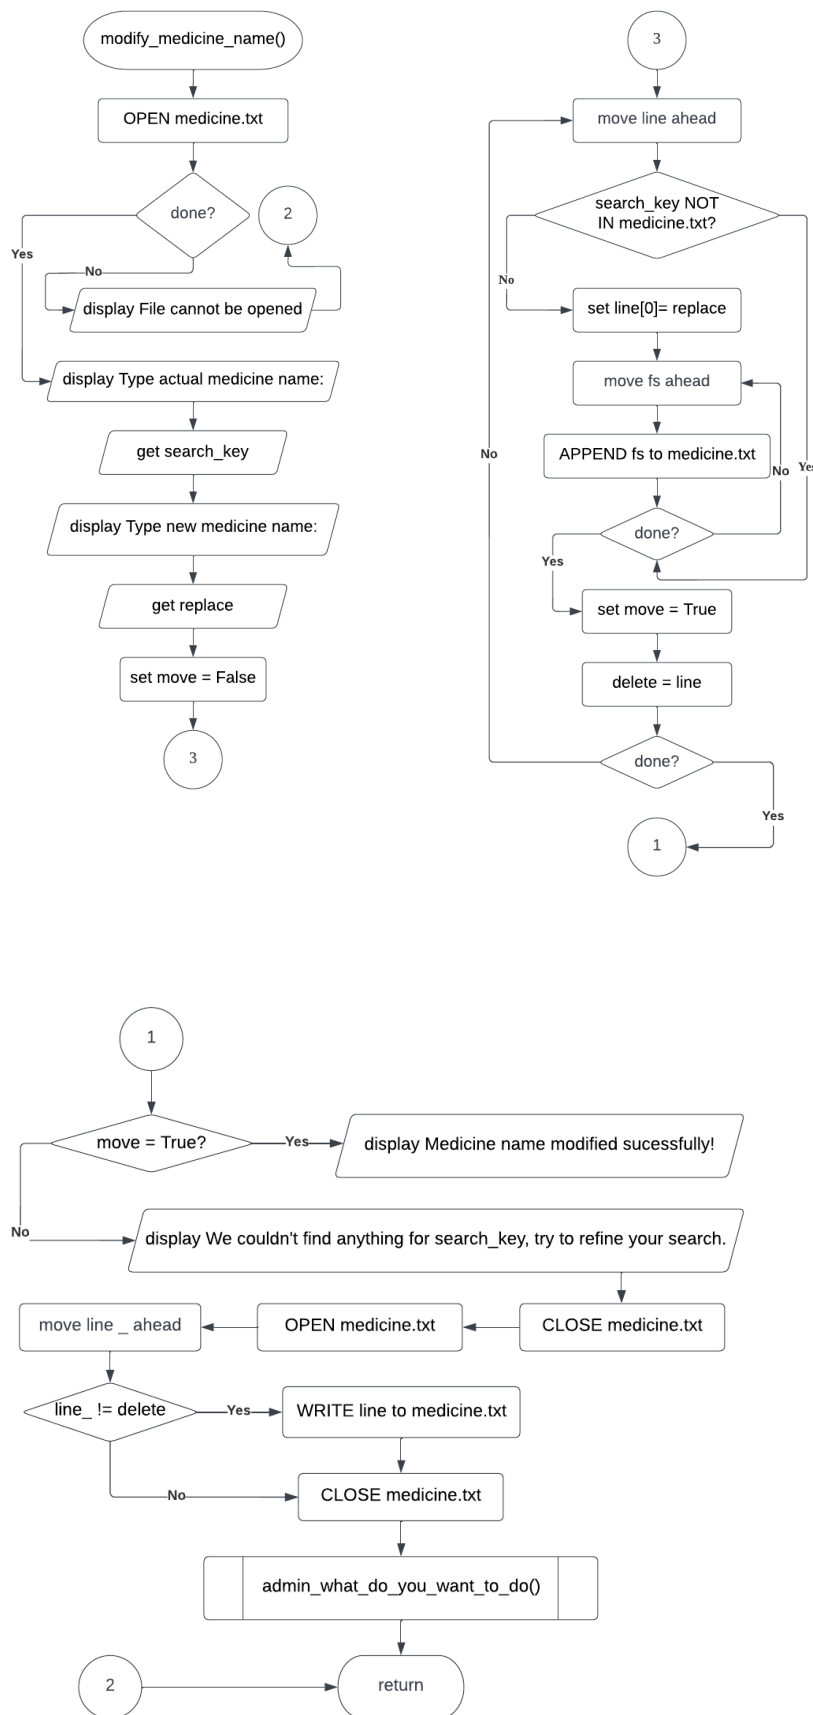 modify_medicine_name()
OPEN medicine.txt
done?
2
Yes
No
display File cannot be opened
display Type actual medicine name:
get search_key
display Type new medicine name:
get replace
set move = False
3
3
move line ahead
search_key NOT
IN medicine.txt?
No
set line[0]= replace
move fs ahead
No
APPEND fs to medicine.txt
No
Yes
done?
Yes
set move = True
delete = line
done?
Yes
1
1
move = True?
Yes
display Medicine name modified sucessfully!
No
display We couldn't find anything for search_key, try to refine your search.
move line _ ahead
OPEN medicine.txt
CLOSE medicine.txt
line_ != delete
Yes
WRITE line to medicine.txt
No
CLOSE medicine.txt
admin_what_do_you_want_to_do()
2
return